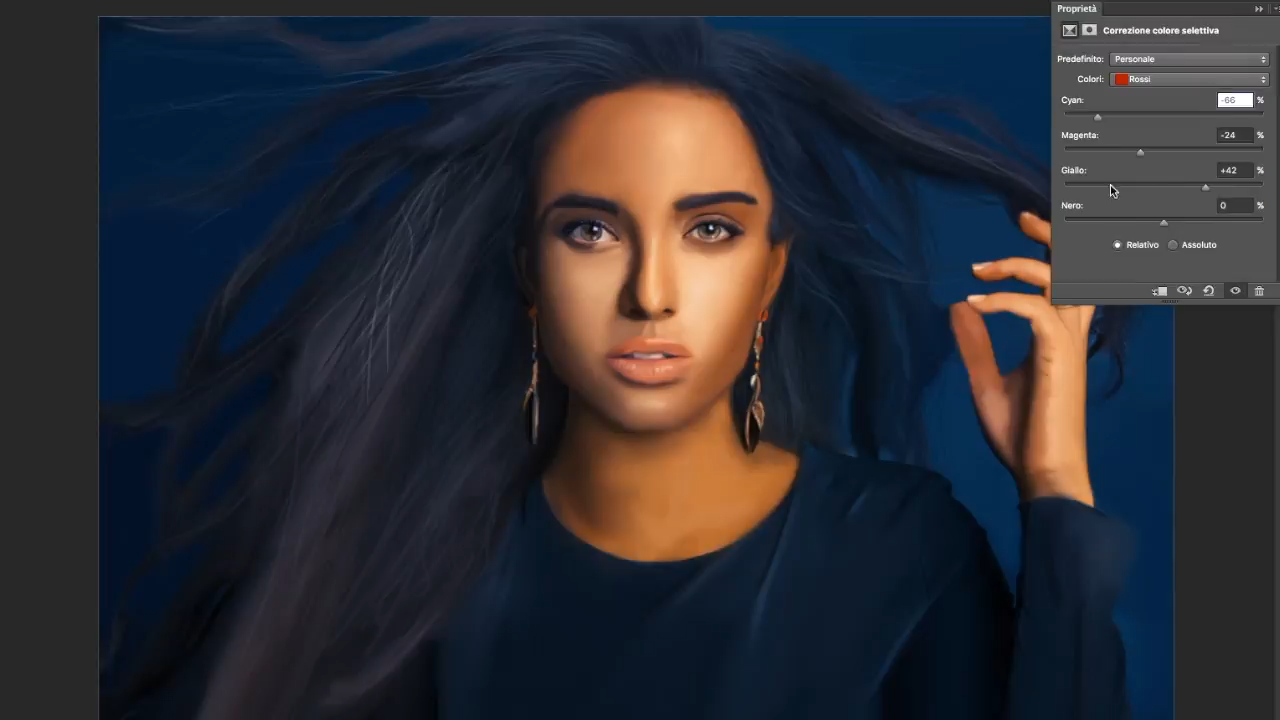 Proprietà
Correzione colore selettiva
Predefinito: Personale
Colori: Rossi
Cyan: -66 %
Magenta: -24 %
Giallo: +42 %
Nero: 0 %
Relativo Assoluto